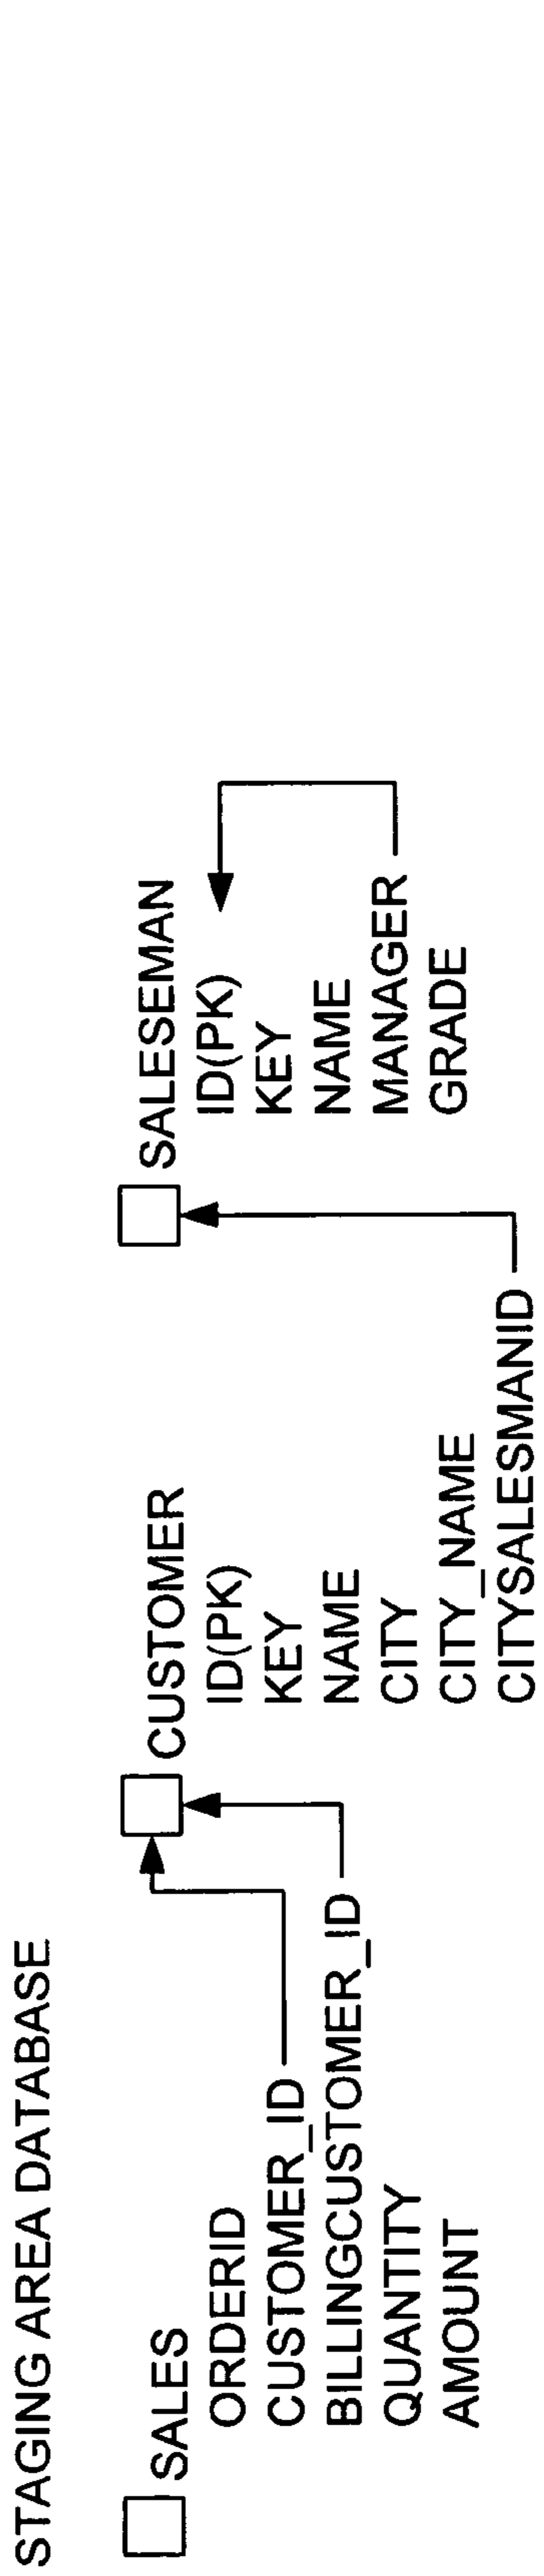 STAGING AREA DATABASE
SALES
ORDERID
CUSTOMER_ID
BILLINGCUSTOMER_ID
QUANTITY
AMOUNT
CUSTOMER
ID(PK)
KEY
NAME
CITY
CITY_NAME
CITYSALESMANID
SALESEMAN
ID(PK)
KEY
NAME
MANAGER
GRADE